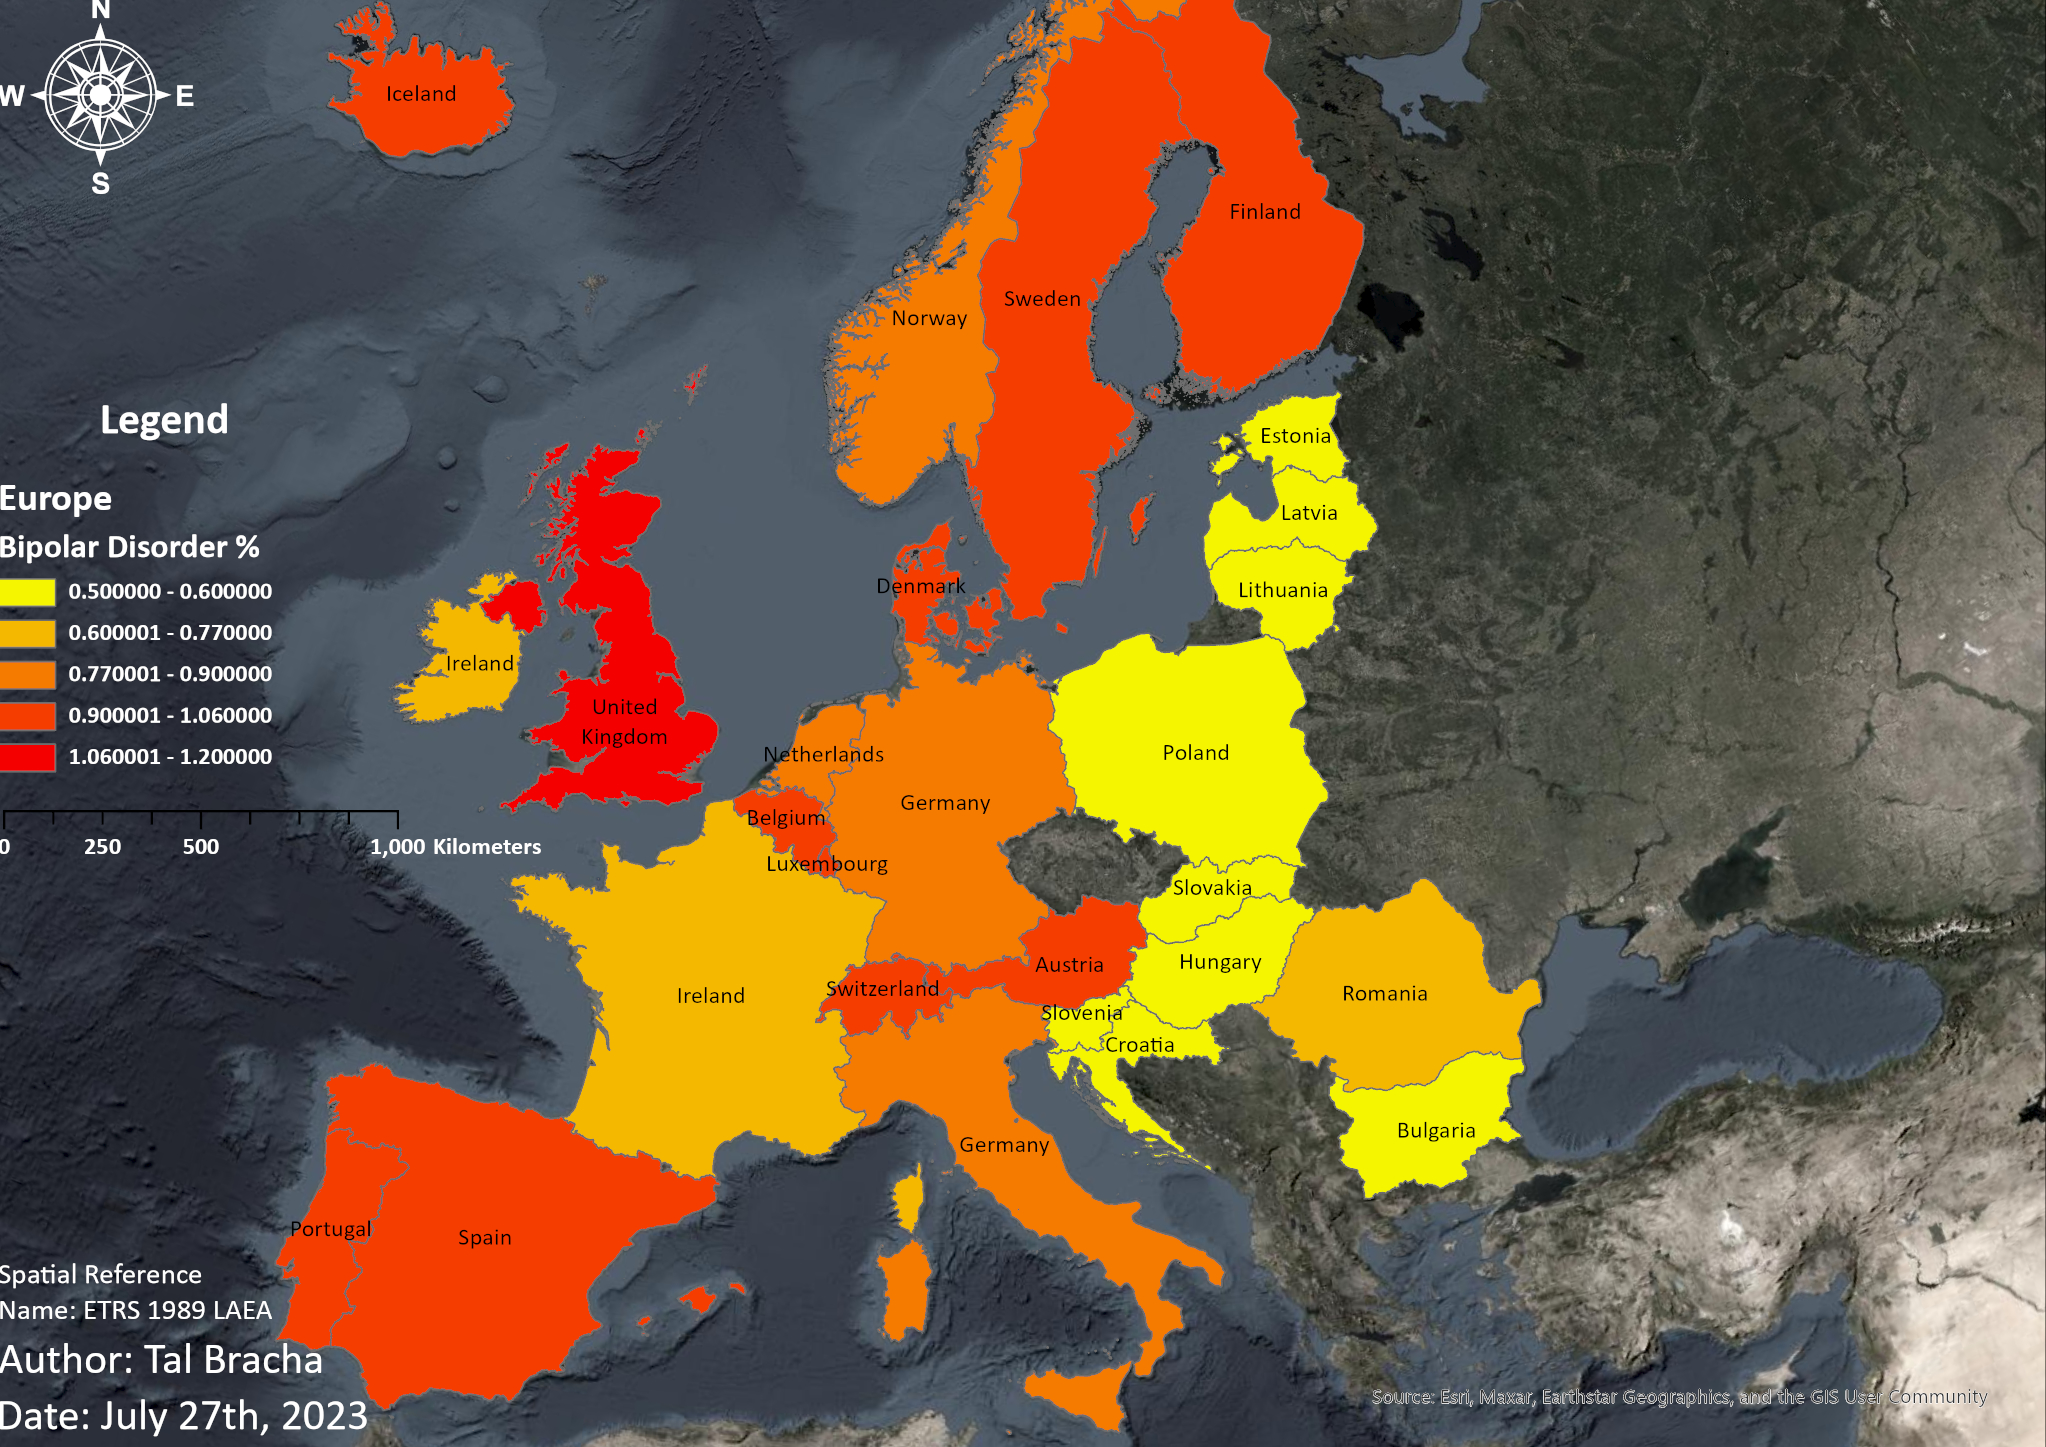 N
W
E
S
Iceland
Finland
Sweden
Norway
Legend
Estonia
Europe
Latvia
Bipolar Disorder %
0.500000 - 0.600000
0.600001 - 0.770000
0.770001 - 0.900000
0.900001 - 1.060000
1.060001 - 1.200000
Denmark
Lithuania
Ireland
United
Kingdom
Netherlands
Poland
Germany
Belgium
0
250
500
1,000 Kilometers
Luxembourg
Slovakia
Austria
Hungary
Switzerland
Ireland
Romania
Slovenia
Croatia
Bulgaria
Germany
Portugal
Spain
Spatial Reference
Name: ETRS 1989 LAEA
Author: Tal Bracha
Date: July 27th, 2023
Source: Esri, Maxar, Earthstar Geographics, and the GIS User Community